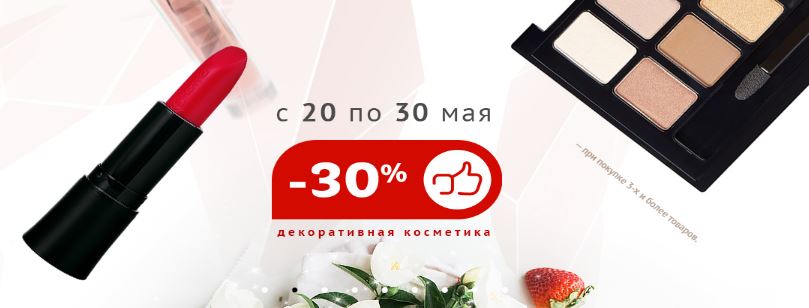 с 20 по 30 мая
-30%
декоративная косметика
— при покупке 3-х и более товаров.